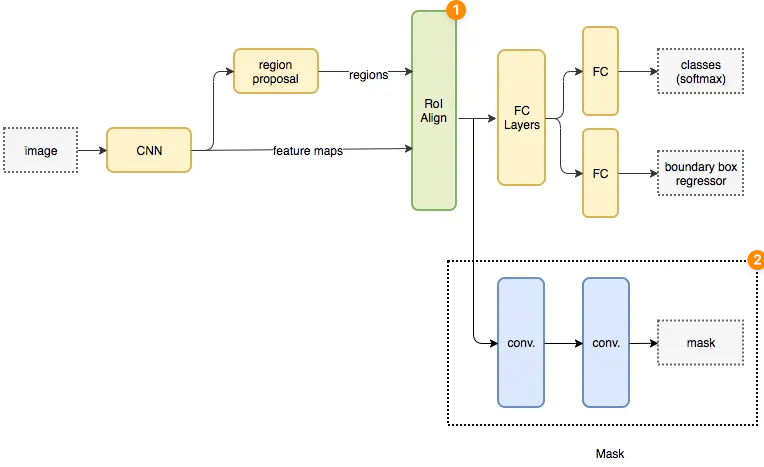 1
region
proposal
regions
RoI
Align
FC
Layers
FC
classes
(softmax)
image
CNN
feature maps
FC
boundary box
regressor
2
conv.
conv.
mask
Mask